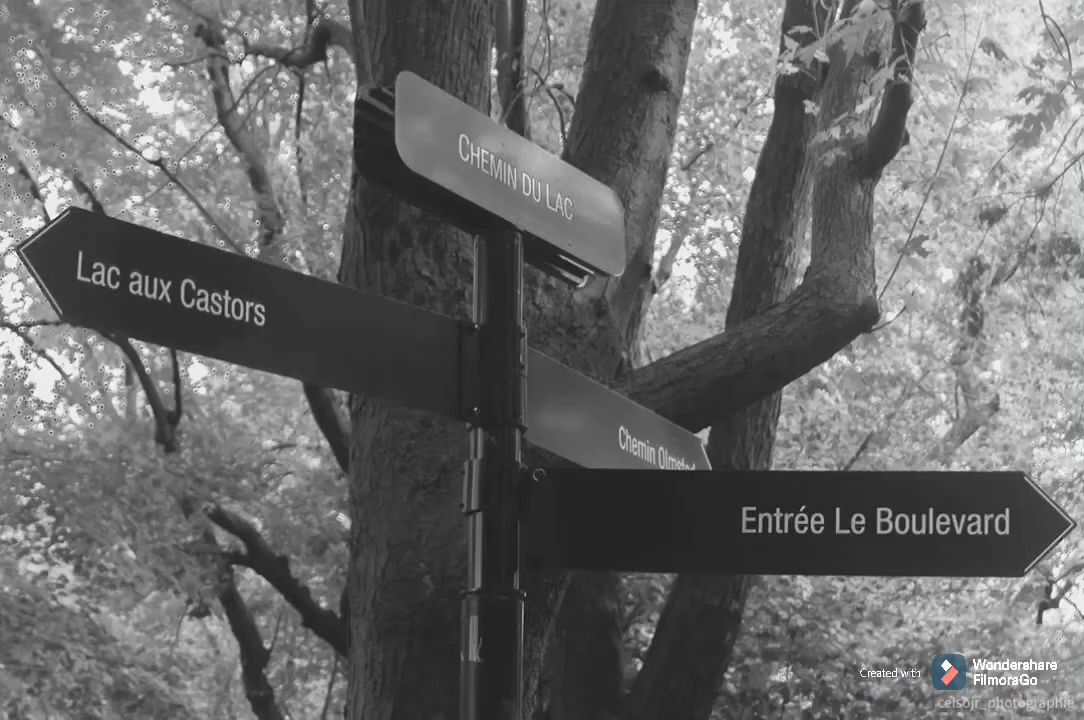 CHEMIN DU LAC
Lac aux Castors
Chemin Olmsted
Entrée Le Boulevard
Created with
Wondershare
FilmoraGo
celsojr_photographie